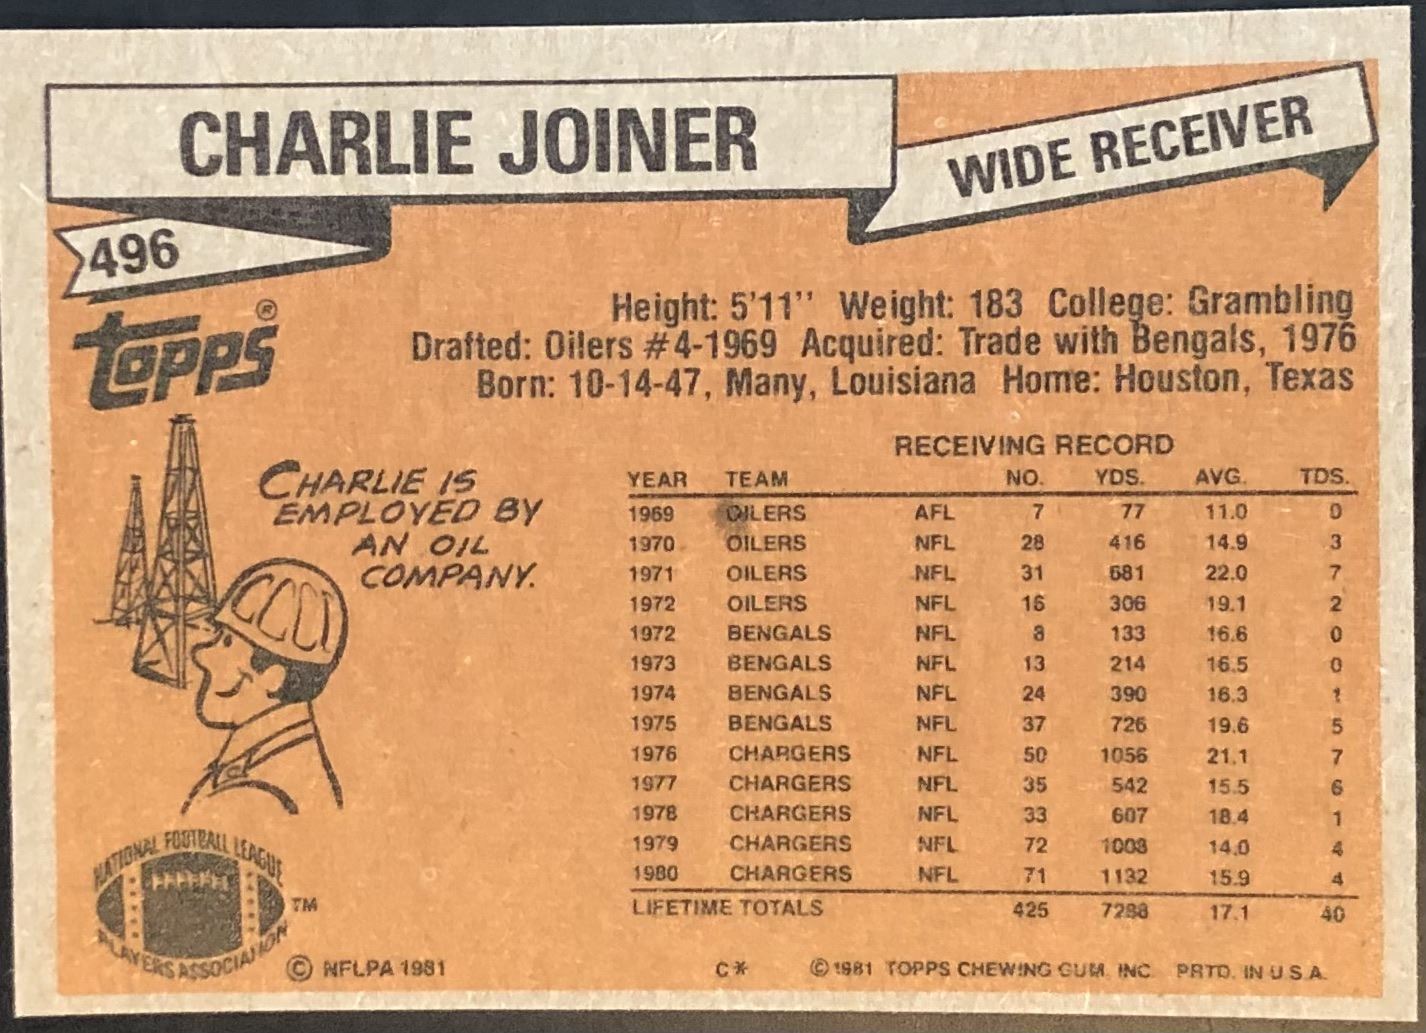 CHARLIE JOINER
WIDE RECEIVER
496
Topps®
Height: 5'11" Weight: 183 College: Grambling
Drafted: Oilers #4-1969 Acquired: Trade with Bengals, 1976
Born: 10-14-47, Many, Louisiana Home: Houston, Texas
CHARLIE IS
EMPLOYED BY
AN OIL
COMPANY.
RECEIVING RECORD
YEAR TEAM NO. YDS. AVG. TDS.
1969 OILERS AFL 7 77 11.0 0
1970 OILERS NFL 28 416 14.9 3
1971 OILERS NFL 31 681 22.0 7
1972 OILERS NFL 16 306 19.1 2
1972 BENGALS NFL 8 133 16.6 0
1973 BENGALS NFL 13 214 16.5 0
1974 BENGALS NFL 24 390 16.3 1
1975 BENGALS NFL 37 726 19.6 5
1976 CHARGERS NFL 50 1056 21.1 7
1977 CHARGERS NFL 35 542 15.5 6
1978 CHARGERS NFL 33 607 18.4 1
1979 CHARGERS NFL 72 1008 14.0 4
1980 CHARGERS NFL 71 1132 15.9 4
LIFETIME TOTALS 425 7288 17.1 40
NATIONAL FOOTBALL LEAGUE
PLAYERS ASSOCIATION
TM
© NFLPA 1981
C* © 1981 TOPPS CHEWING GUM, INC. PRTD. IN U.S.A.